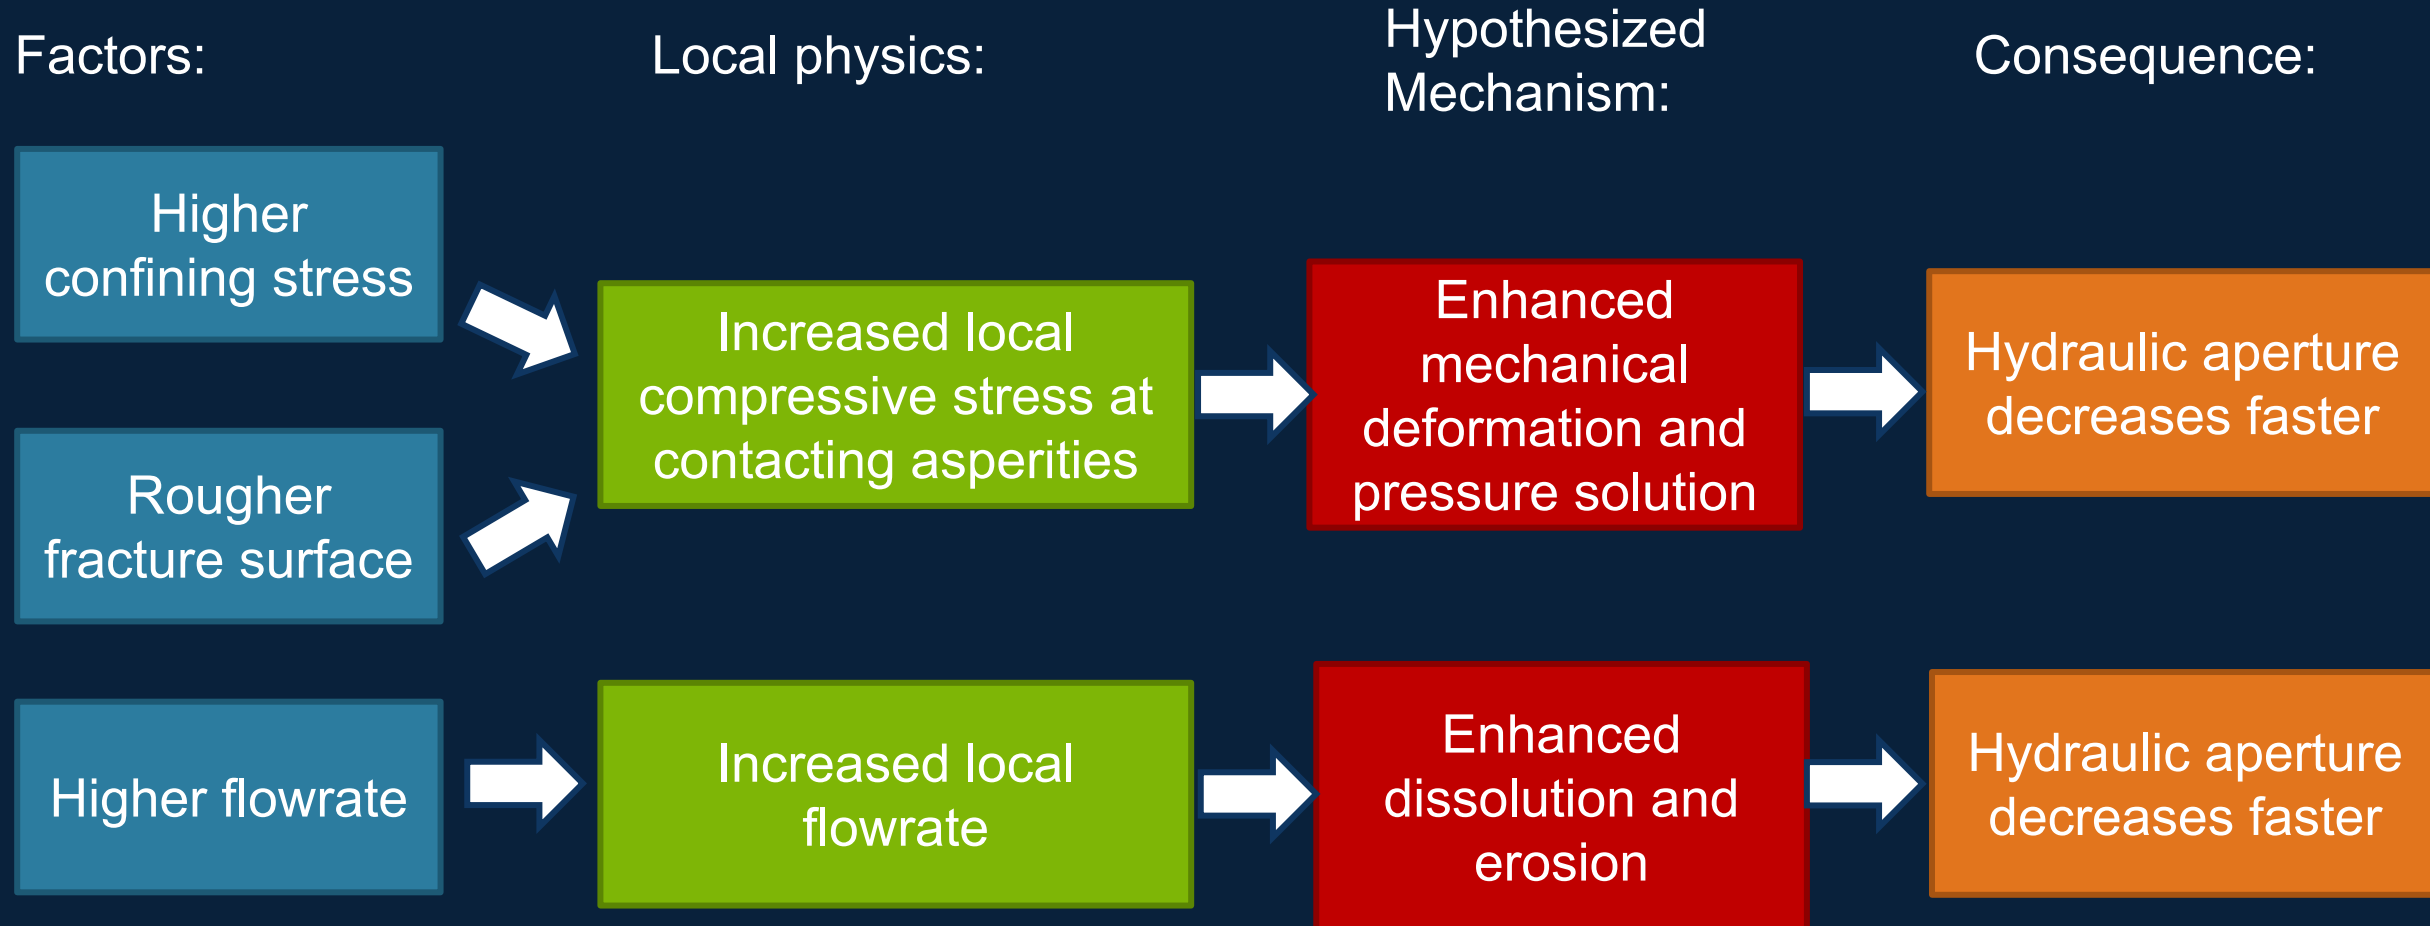 Factors:
Local physics:
Hypothesized
Mechanism:
Consequence:
Higher
confining stress
Rougher
fracture surface
Increased local
compressive stress at
contacting asperities
Enhanced
mechanical
deformation and
pressure solution
Hydraulic aperture
decreases faster
Higher flowrate
Increased local
flowrate
Enhanced
dissolution and
erosion
Hydraulic aperture
decreases faster